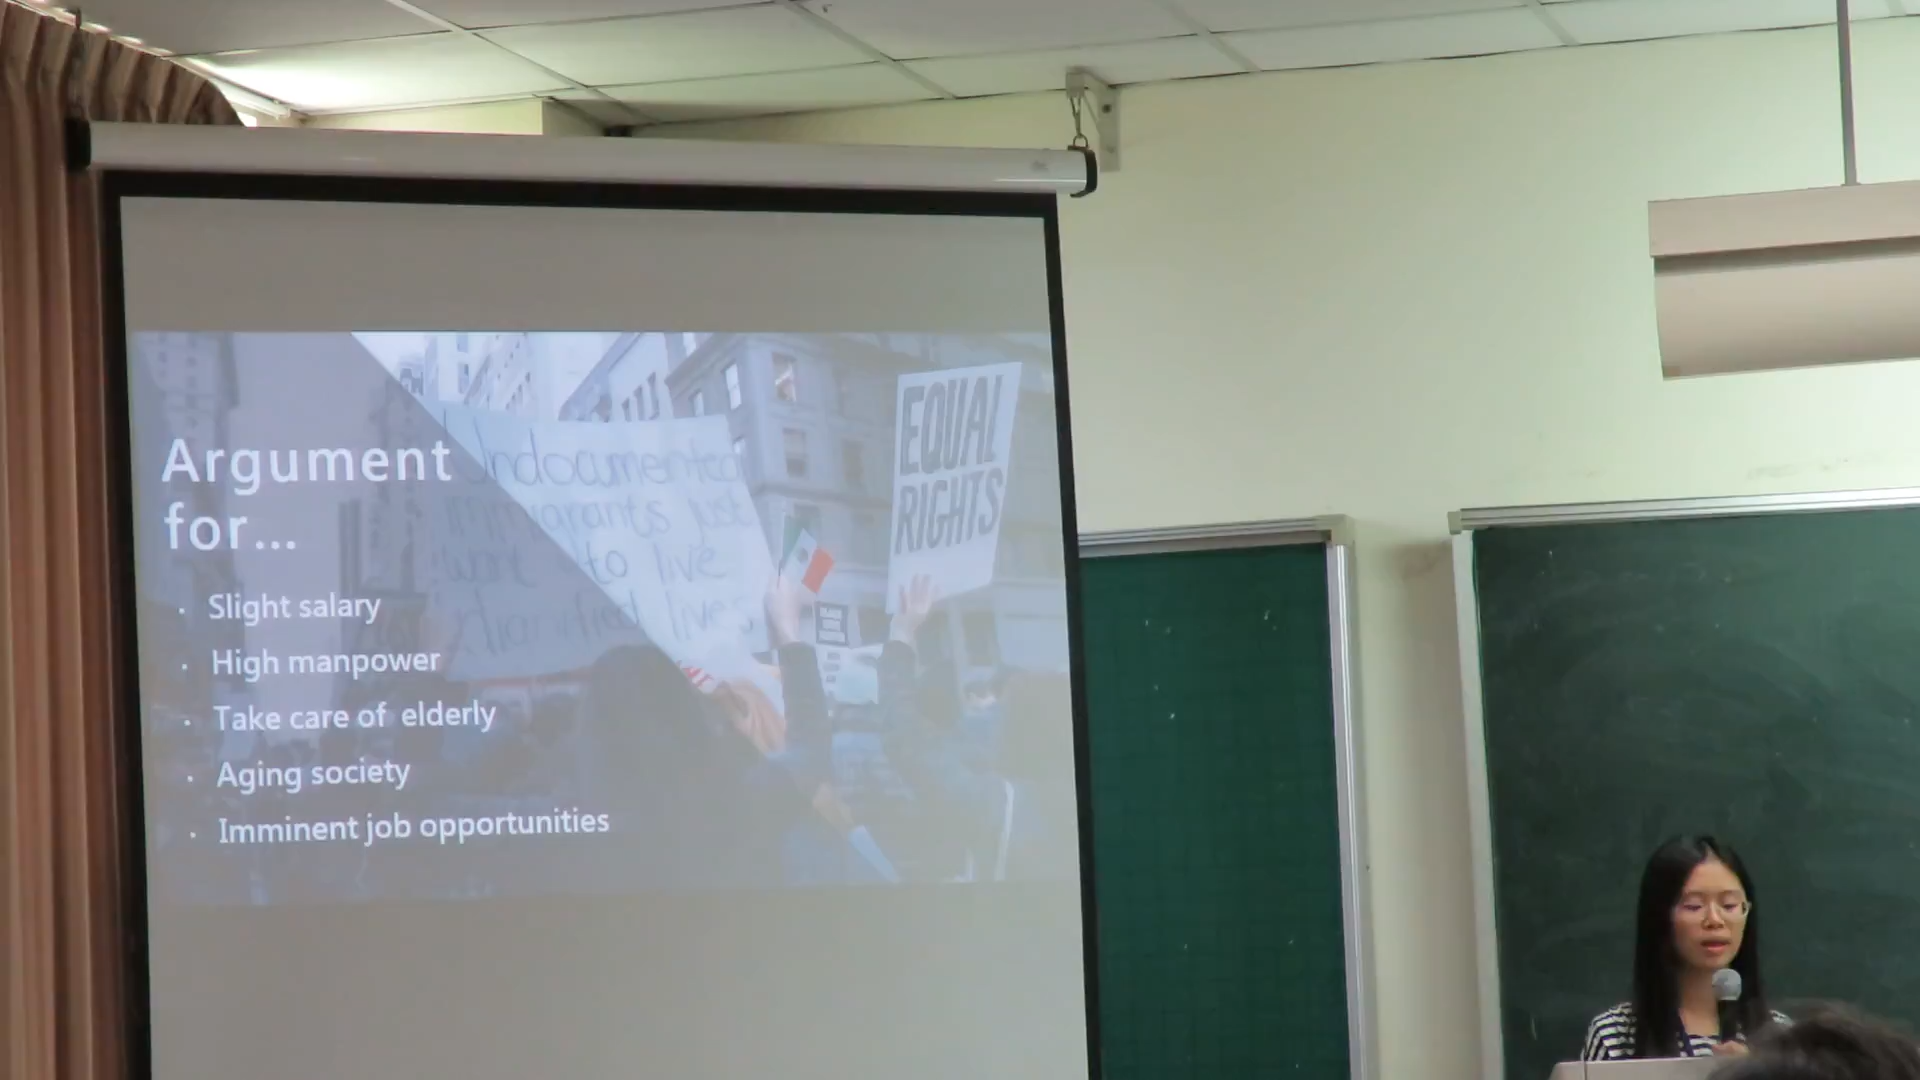 Argument
for...
· Slight salary
· High manpower
· Take care of elderly
· Aging society
· Imminent job opportunities
Undocumented
immigrants just
want to live
dignified lives
EQUAL
RIGHTS